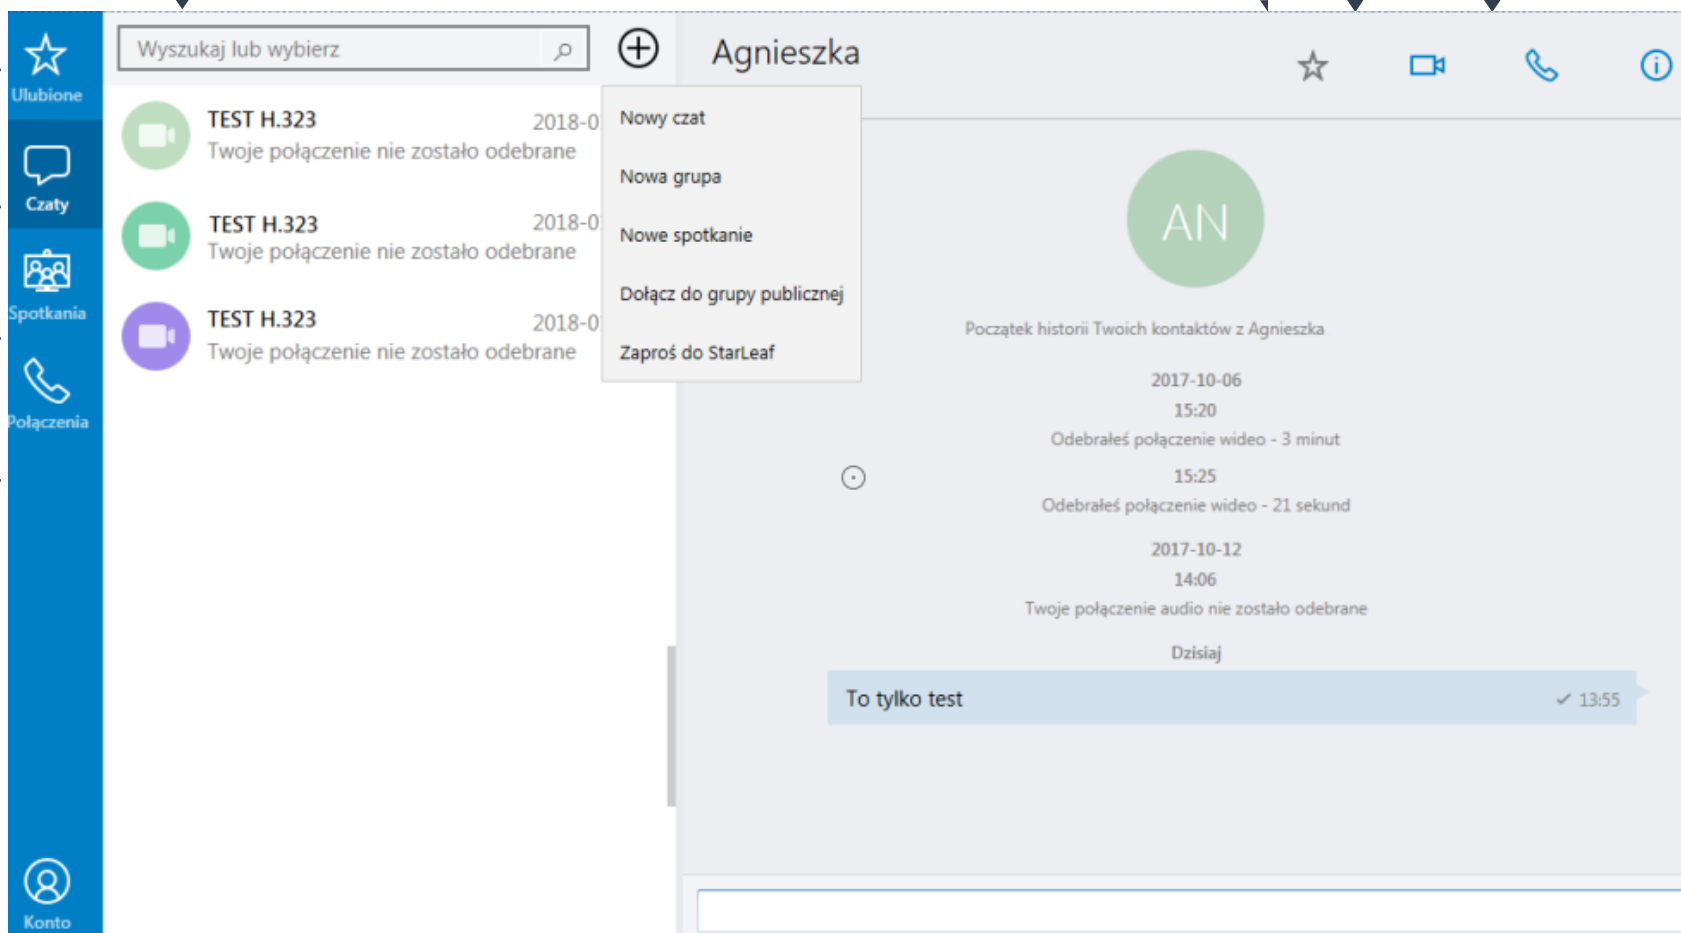 Ulubione
Czaty
Spotkania
Połączenia
Konto
Wyszukaj lub wybierz
TEST H.323
2018-0
Twoje połączenie nie zostało odebrane
TEST H.323
2018-0
Twoje połączenie nie zostało odebrane
TEST H.323
2018-0
Twoje połączenie nie zostało odebrane
Nowy czat
Nowa grupa
Nowe spotkanie
Dołącz do grupy publicznej
Zaproś do StarLeaf
Agnieszka
AN
Początek historii Twoich kontaktów z Agnieszka
2017-10-06
15:20
Odebrałeś połączenie wideo - 3 minut
15:25
Odebrałeś połączenie wideo - 21 sekund
2017-10-12
14:06
Twoje połączenie audio nie zostało odebrane
Dzisiaj
To tylko test
13:55